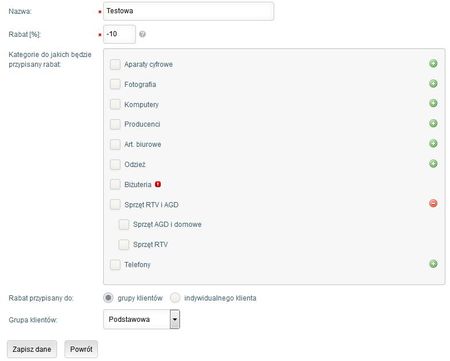 Nazwa: * Testowa
Rabat [%]: * -10
Kategorie do jakich będzie
przypisany rabat:
Aparaty cyfrowe
Fotografia
Komputery
Producenci
Art. biurowe
Odzież
Biżuteria
Sprzęt RTV i AGD
Sprzęt AGD i domowe
Sprzęt RTV
Telefony
Rabat przypisany do: grupy klientów indywidualnego klienta
Grupa klientów: Podstawowa
Zapisz dane Powrót